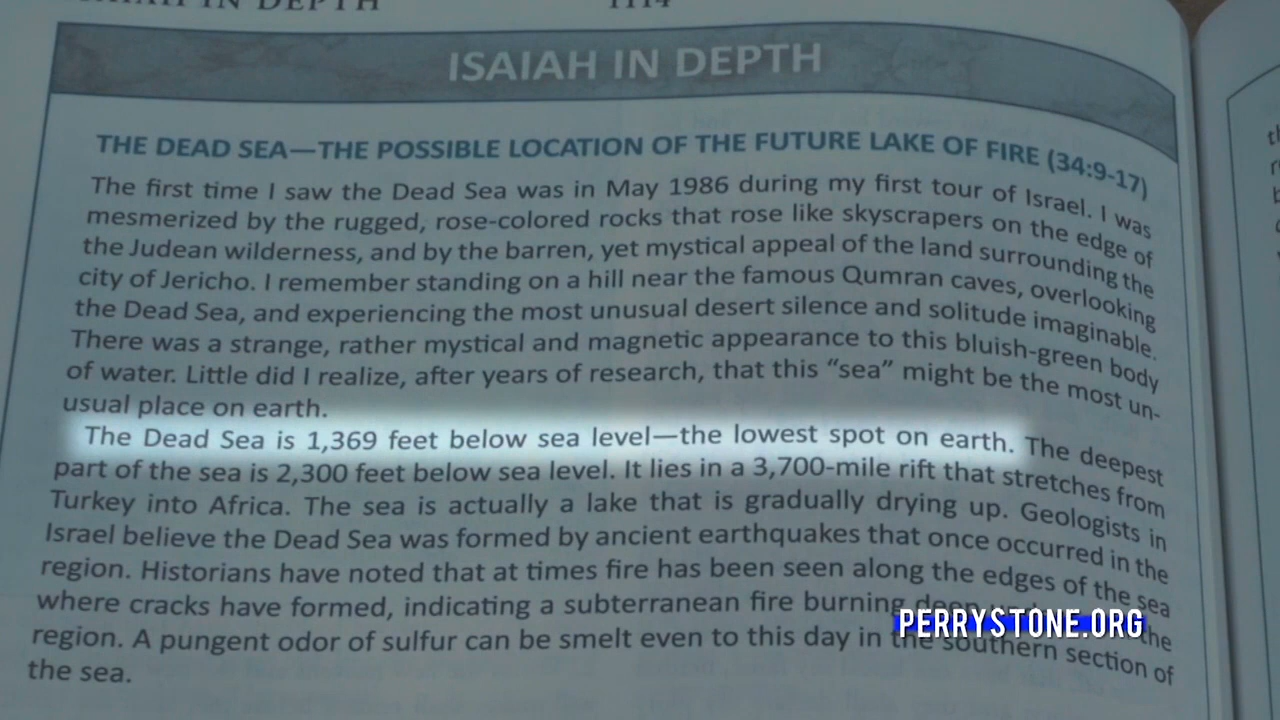 1114
ISAIAH IN DEPTH
THE DEAD SEA—THE POSSIBLE LOCATION OF THE FUTURE LAKE OF FIRE (34:9-17)
The first time I saw the Dead Sea was in May 1986 during my first tour of Israel. I was
mesmerized by the rugged, rose-colored rocks that rose like skyscrapers on the edge of
the Judean wilderness, and by the barren, yet mystical appeal of the land surrounding the
city of Jericho. I remember standing on a hill near the famous Qumran caves, overlooking
the Dead Sea, and experiencing the most unusual desert silence and solitude imaginable.
There was a strange, rather mystical and magnetic appearance to this bluish-green body
of water. Little did I realize, after years of research, that this “sea” might be the most un-
usual place on earth.
The Dead Sea is 1,369 feet below sea level—the lowest spot on earth. The deepest
part of the sea is 2,300 feet below sea level. It lies in a 3,700-mile rift that stretches from
Turkey into Africa. The sea is actually a lake that is gradually drying up. Geologists in
Israel believe the Dead Sea was formed by ancient earthquakes that once occurred in the
region. Historians have noted that at times fire has been seen along the edges of the sea
where cracks have formed, indicating a subterranean fire burning the
region. A pungent odor of sulfur can be smelt even to this day in the southern section of
the sea.
PERRYSTONE.ORG